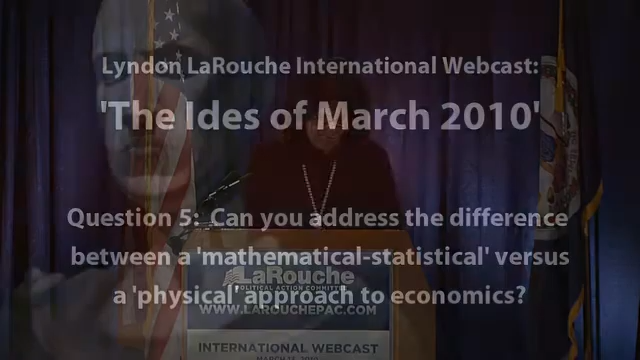 Lyndon LaRouche International Webcast:
'The Ides of March 2010'
Question 5:  Can you address the difference
between a 'mathematical-statistical' versus
a 'physical' approach to economics?
LaRouche
POLITICAL ACTION COMMITTEE
WWW.LAROUCHEPAC.COM
INTERNATIONAL WEBCAST
MARCH 13, 2010